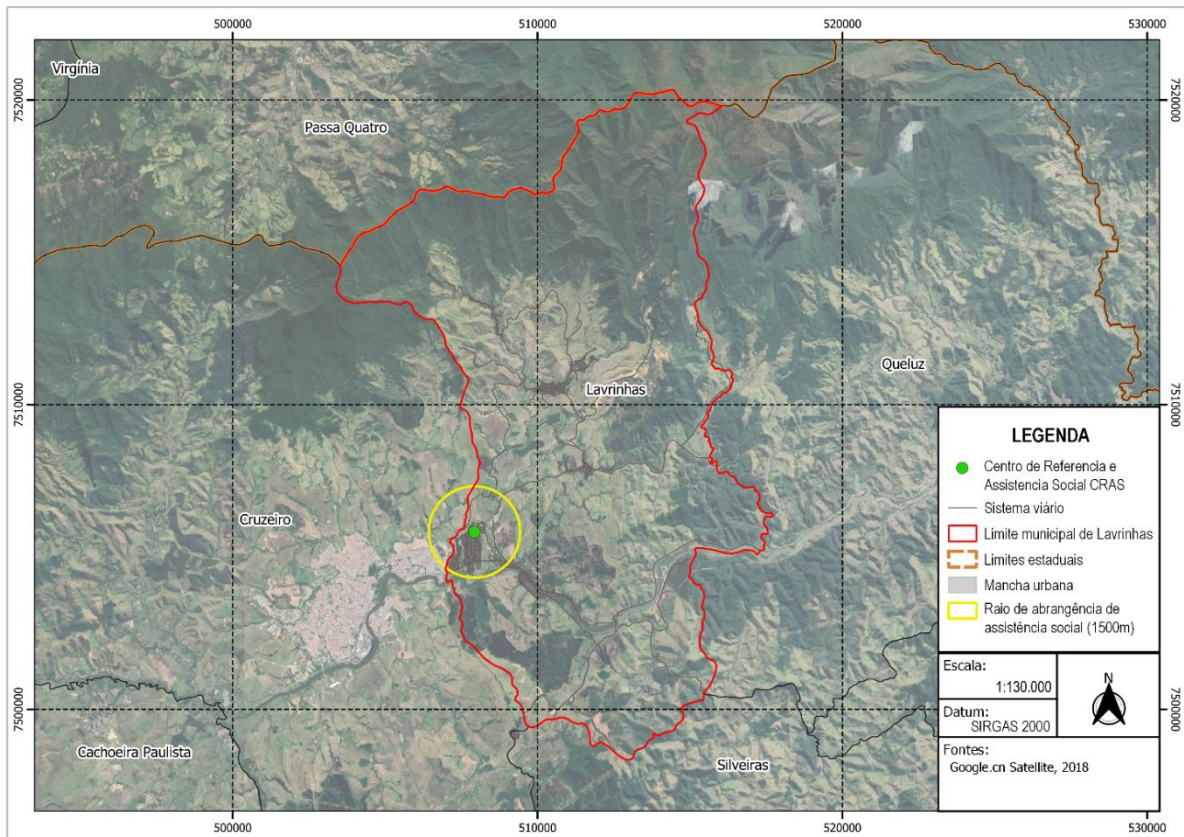 500000
510000
520000
530000
7520000
7520000
Virgínia
Passa Quatro
Queluz
Lavrinhas
7510000
7510000
Cruzeiro
LEGENDA
Centro de Referencia e
Assistencia Social CRAS
Sistema viário
Limite municipal de Lavrinhas
Limites estaduais
Mancha urbana
Raio de abrangência de
assistência social (1500m)
Escala:
1:130.000
N
Datum:
SIRGAS 2000
Fontes:
Google.cn Satellite, 2018
7500000
7500000
Cachoeira Paulista
Silveiras
500000
510000
520000
530000